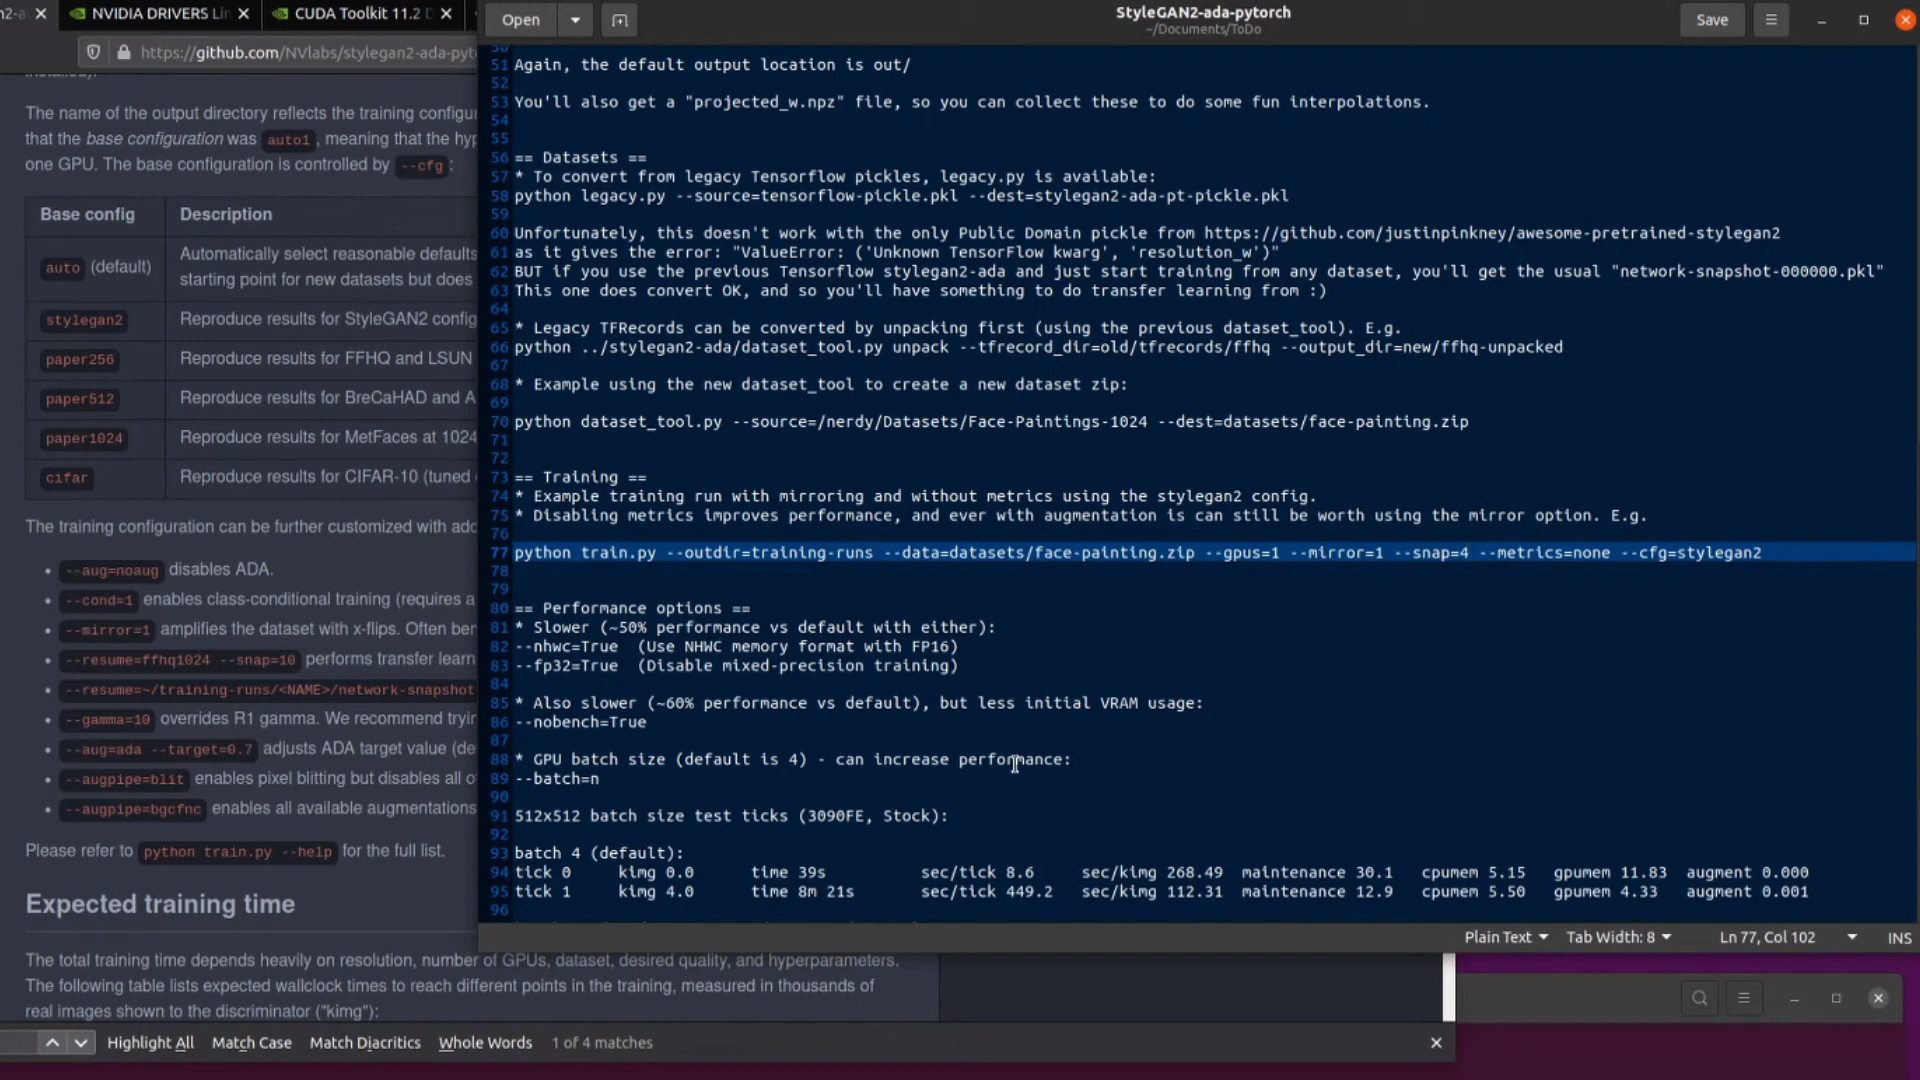 NVIDIA DRIVERS Li
CUDA Toolkit 11.2 D
https://github.com/NVlabs/stylegan2-ada-pyto
The name of the output directory reflects the training configu
that the base configuration was auto1, meaning that the hyp
one GPU. The base configuration is controlled by --cfg:
Base config Description
auto (default) Automatically select reasonable defaults
starting point for new datasets but does
stylegan2 Reproduce results for StyleGAN2 config
paper256 Reproduce results for FFHQ and LSUN
paper512 Reproduce results for BreCaHAD and A
paper1024 Reproduce results for MetFaces at 1024
cifar Reproduce results for CIFAR-10 (tuned
The training configuration can be further customized with add
• --aug=noaug disables ADA.
• --cond=1 enables class-conditional training (requires a
• --mirror=1 amplifies the dataset with x-flips. Often ben
• --resume=ffhq1024 --snap=10 performs transfer learn
• --resume=~/training-runs/<NAME>/network-snapshot
• --gamma=10 overrides R1 gamma. We recommend tryin
• --aug=ada --target=0.7 adjusts ADA target value (de
• --augpipe=blit enables pixel blitting but disables all o
• --augpipe=bgcfnc enables all available augmentations
Please refer to python train.py --help for the full list.
Expected training time
The total training time depends heavily on resolution, number of GPUs, dataset, desired quality, and hyperparameters.
The following table lists expected wallclock times to reach different points in the training, measured in thousands of
real images shown to the discriminator ("kimg"):
Highlight All Match Case Match Diacritics Whole Words 1 of 4 matches
Open
StyleGAN2-ada-pytorch
~/Documents/ToDo
Save
50
51 Again, the default output location is out/
52
53 You'll also get a "projected_w.npz" file, so you can collect these to do some fun interpolations.
54
55
56 == Datasets ==
57 * To convert from legacy Tensorflow pickles, legacy.py is available:
58 python legacy.py --source=tensorflow-pickle.pkl --dest=stylegan2-ada-pt-pickle.pkl
59
60 Unfortunately, this doesn't work with the only Public Domain pickle from https://github.com/justinpinkney/awesome-pretrained-stylegan2
61 as it gives the error: "ValueError: ('Unknown TensorFlow kwarg', 'resolution_w')"
62 BUT if you use the previous Tensorflow stylegan2-ada and just start training from any dataset, you'll get the usual "network-snapshot-000000.pkl"
63 This one does convert OK, and so you'll have something to do transfer learning from :)
64
65 * Legacy TFRecords can be converted by unpacking first (using the previous dataset_tool). E.g.
66 python ../stylegan2-ada/dataset_tool.py unpack --tfrecord_dir=old/tfrecords/ffhq --output_dir=new/ffhq-unpacked
67
68 * Example using the new dataset_tool to create a new dataset zip:
69
70 python dataset_tool.py --source=/nerdy/Datasets/Face-Paintings-1024 --dest=datasets/face-painting.zip
71
72
73 == Training ==
74 * Example training run with mirroring and without metrics using the stylegan2 config.
75 * Disabling metrics improves performance, and ever with augmentation is can still be worth using the mirror option. E.g.
76
77 python train.py --outdir=training-runs --data=datasets/face-painting.zip --gpus=1 --mirror=1 --snap=4 --metrics=none --cfg=stylegan2
78
79
80 == Performance options ==
81 * Slower (~50% performance vs default with either):
82 --nhwc=True (Use NHWC memory format with FP16)
83 --fp32=True (Disable mixed-precision training)
84
85 * Also slower (~60% performance vs default), but less initial VRAM usage:
86 --nobench=True
87
88 * GPU batch size (default is 4) - can increase performance:
89 --batch=n
90
91 512x512 batch size test ticks (3090FE, Stock):
92
93 batch 4 (default):
94 tick 0 kimg 0.0 time 39s sec/tick 8.6 sec/kimg 268.49 maintenance 30.1 cpumem 5.15 gpumem 11.83 augment 0.000
95 tick 1 kimg 4.0 time 8m 21s sec/tick 449.2 sec/kimg 112.31 maintenance 12.9 cpumem 5.50 gpumem 4.33 augment 0.001
96
Plain Text Tab Width: 8 Ln 77, Col 102 INS